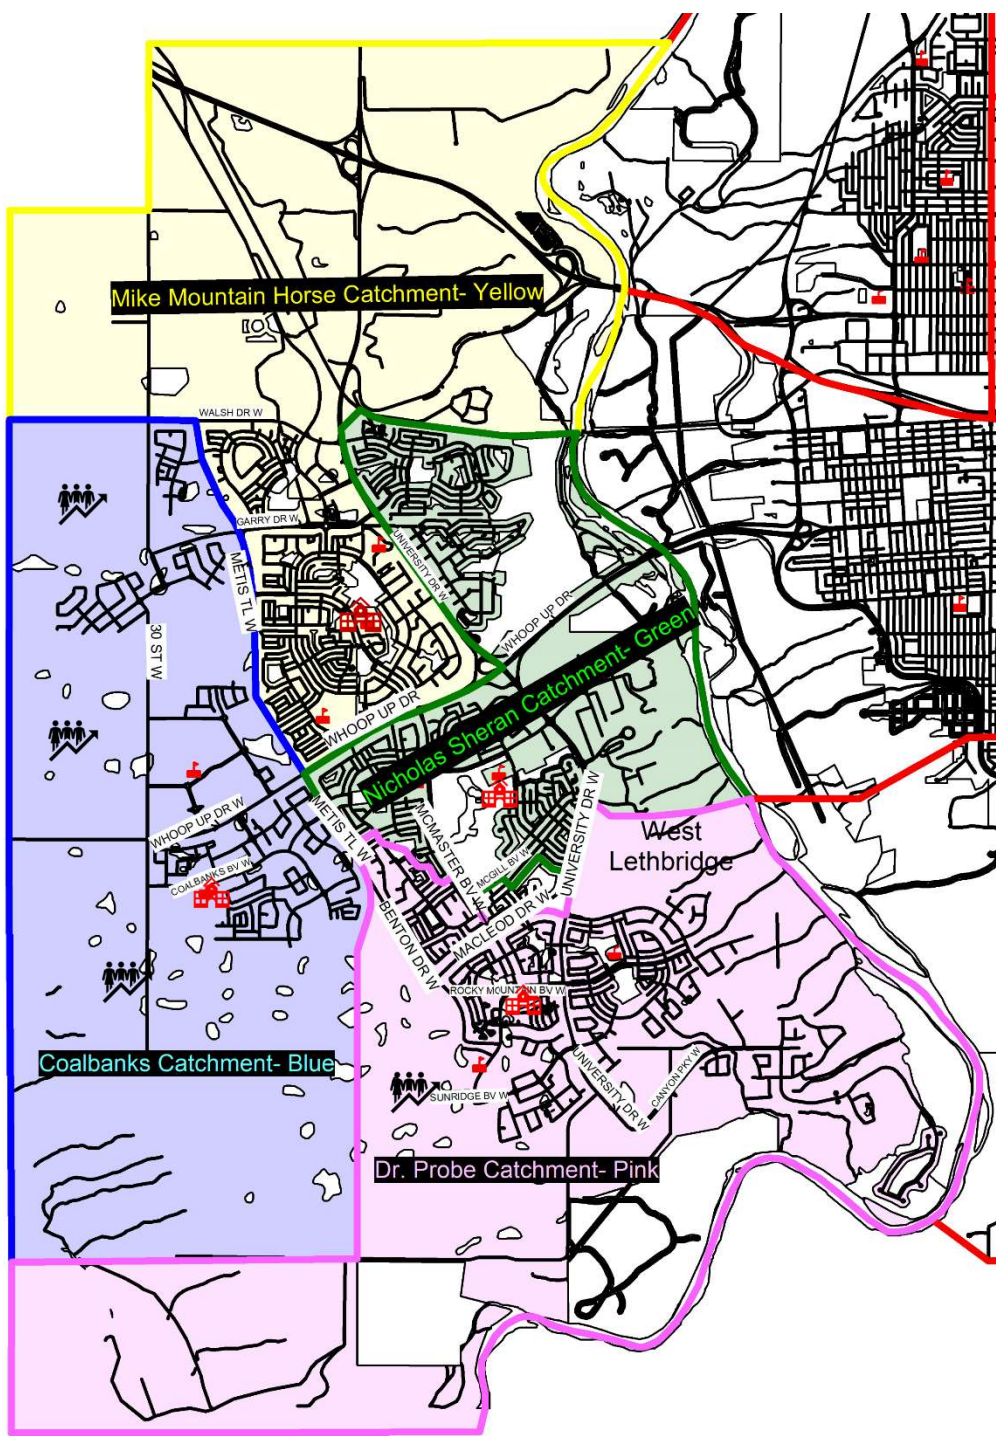 Mike Mountain Horse Catchment- Yellow
WALSH DR W
GARRY DR W
UNIVERSITY DR W
METIS TL W
30 ST W
WHOOP UP DR
WHOOP UP DR
Nicholas Sheran Catchment- Green
WHOOP UP DR W
METIS TL W
MCMASTER BV W
UNIVERSITY DR W
West
Lethbridge
COALBANKS BV W
MCGILL BV W
BENTON DR W
MACLEOD DR W
ROCKY MOUNTAIN BV W
Coalbanks Catchment- Blue
SUNRIDGE BV W
UNIVERSITY DR W
CANYON PKY W
Dr. Probe Catchment- Pink